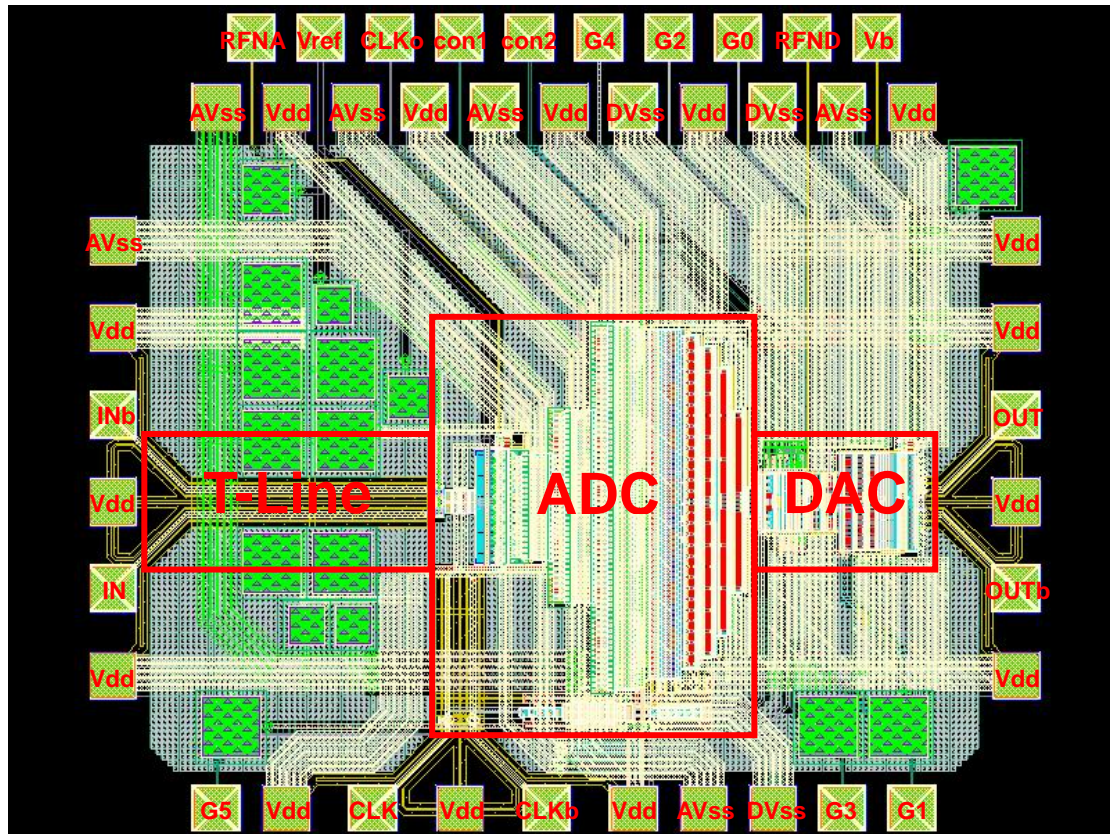 RFNA Vref CLKo con1 con2 G4 G2 G0 RFND Vb
AVss Vdd AVss Vdd AVss Vdd DVss Vdd DVss AVss Vdd
AVss Vdd
Vdd Vdd
INb OUT
Vdd T-Line ADC DAC Vdd
IN OUTb
Vdd Vdd
G5 Vdd CLK Vdd CLKb Vdd AVss DVss G3 G1